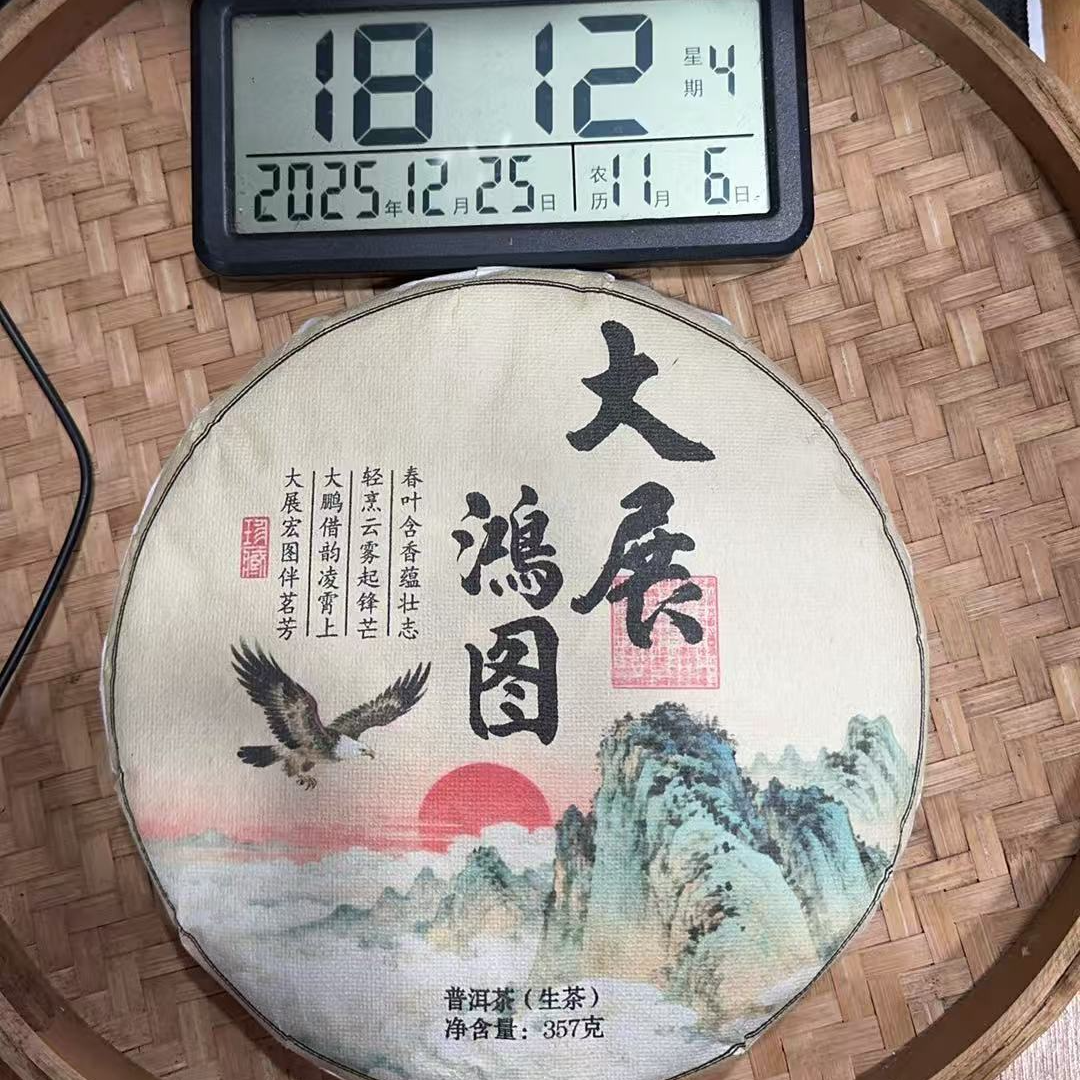 18 12 星期 4
2025年12月25日 农历11月6日
大展
鸿图
春叶含香蕴壮志
轻烹云雾起锋芒
大鹏借韵凌霄上
大展宏图伴茗芳
珍藏
普洱茶（生茶）
净含量：357克